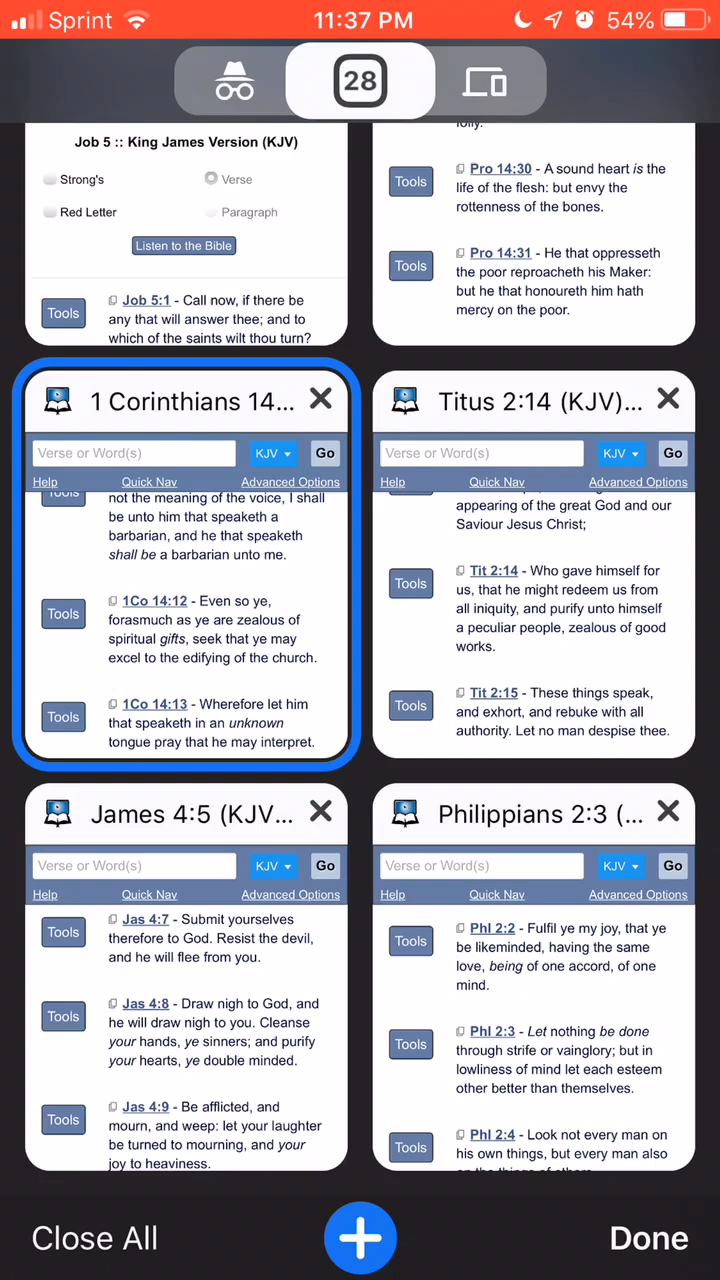 Sprint 11:37 PM 54%
28
Job 5 :: King James Version (KJV)
Strong's Verse
Red Letter Paragraph
Listen to the Bible
Tools
Job 5:1 - Call now, if there be
any that will answer thee; and to
which of the saints wilt thou turn?
folly.
Tools
Pro 14:30 - A sound heart is the
life of the flesh: but envy the
rottenness of the bones.
Tools
Pro 14:31 - He that oppresseth
the poor reproacheth his Maker:
but he that honoureth him hath
mercy on the poor.
1 Corinthians 14...
Verse or Word(s) KJV Go
Help Quick Nav Advanced Options
Tools
not the meaning of the voice, I shall
be unto him that speaketh a
barbarian, and he that speaketh
shall be a barbarian unto me.
Tools
1Co 14:12 - Even so ye,
forasmuch as ye are zealous of
spiritual gifts, seek that ye may
excel to the edifying of the church.
Tools
1Co 14:13 - Wherefore let him
that speaketh in an unknown
tongue pray that he may interpret.
Titus 2:14 (KJV)...
Verse or Word(s) KJV Go
Help Quick Nav Advanced Options
appearing of the great God and our
Saviour Jesus Christ;
Tools
Tit 2:14 - Who gave himself for
us, that he might redeem us from
all iniquity, and purify unto himself
a peculiar people, zealous of good
works.
Tools
Tit 2:15 - These things speak,
and exhort, and rebuke with all
authority. Let no man despise thee.
James 4:5 (KJV...
Verse or Word(s) KJV Go
Help Quick Nav Advanced Options
Tools
Jas 4:7 - Submit yourselves
therefore to God. Resist the devil,
and he will flee from you.
Tools
Jas 4:8 - Draw nigh to God, and
he will draw nigh to you. Cleanse
your hands, ye sinners; and purify
your hearts, ye double minded.
Tools
Jas 4:9 - Be afflicted, and
mourn, and weep: let your laughter
be turned to mourning, and your
joy to heaviness.
Philippians 2:3 (...
Verse or Word(s) KJV Go
Help Quick Nav Advanced Options
Tools
Phl 2:2 - Fulfil ye my joy, that ye
be likeminded, having the same
love, being of one accord, of one
mind.
Tools
Phl 2:3 - Let nothing be done
through strife or vainglory; but in
lowliness of mind let each esteem
other better than themselves.
Tools
Phl 2:4 - Look not every man on
his own things, but every man also
on the things of others.
Close All Done